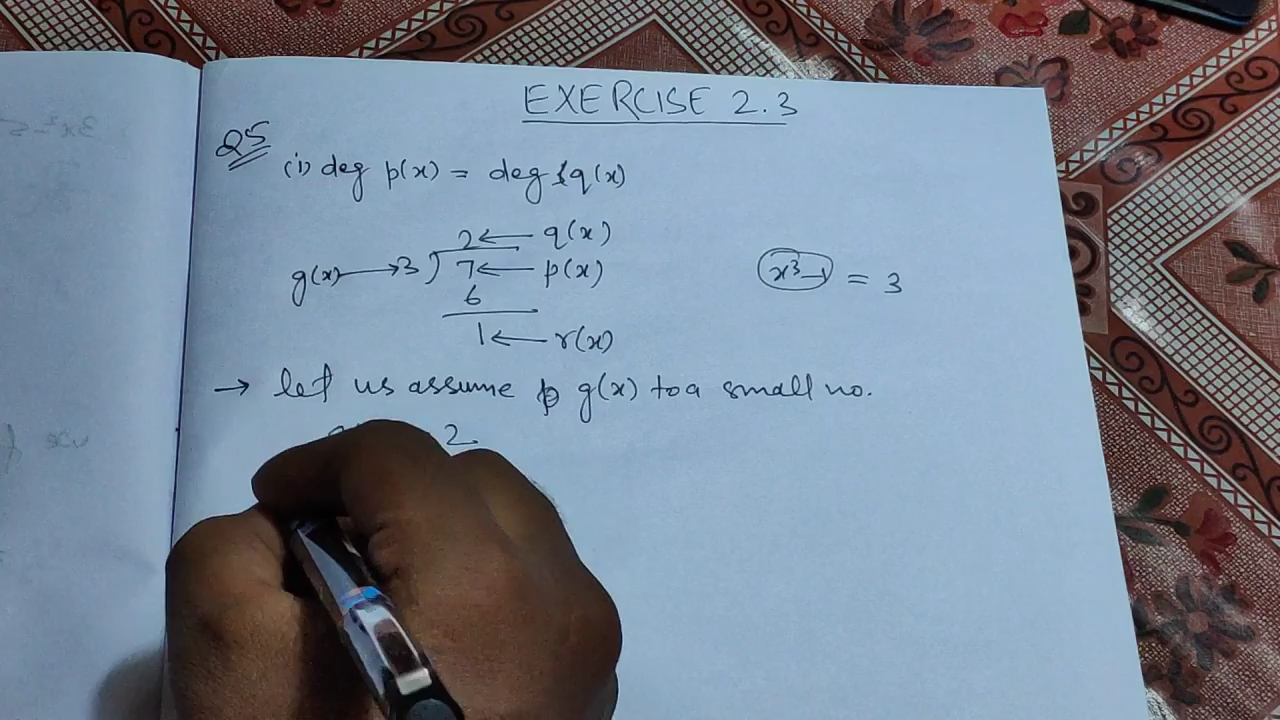 EXERCISE 2.3
Q5
(i) deg p(x) = deg q(x)
2 ← q(x)
g(x) → 3 ) 7 ← p(x)
6
1 ← r(x)
x³-1 = 3
→ let us assume g(x) to a small no.
2